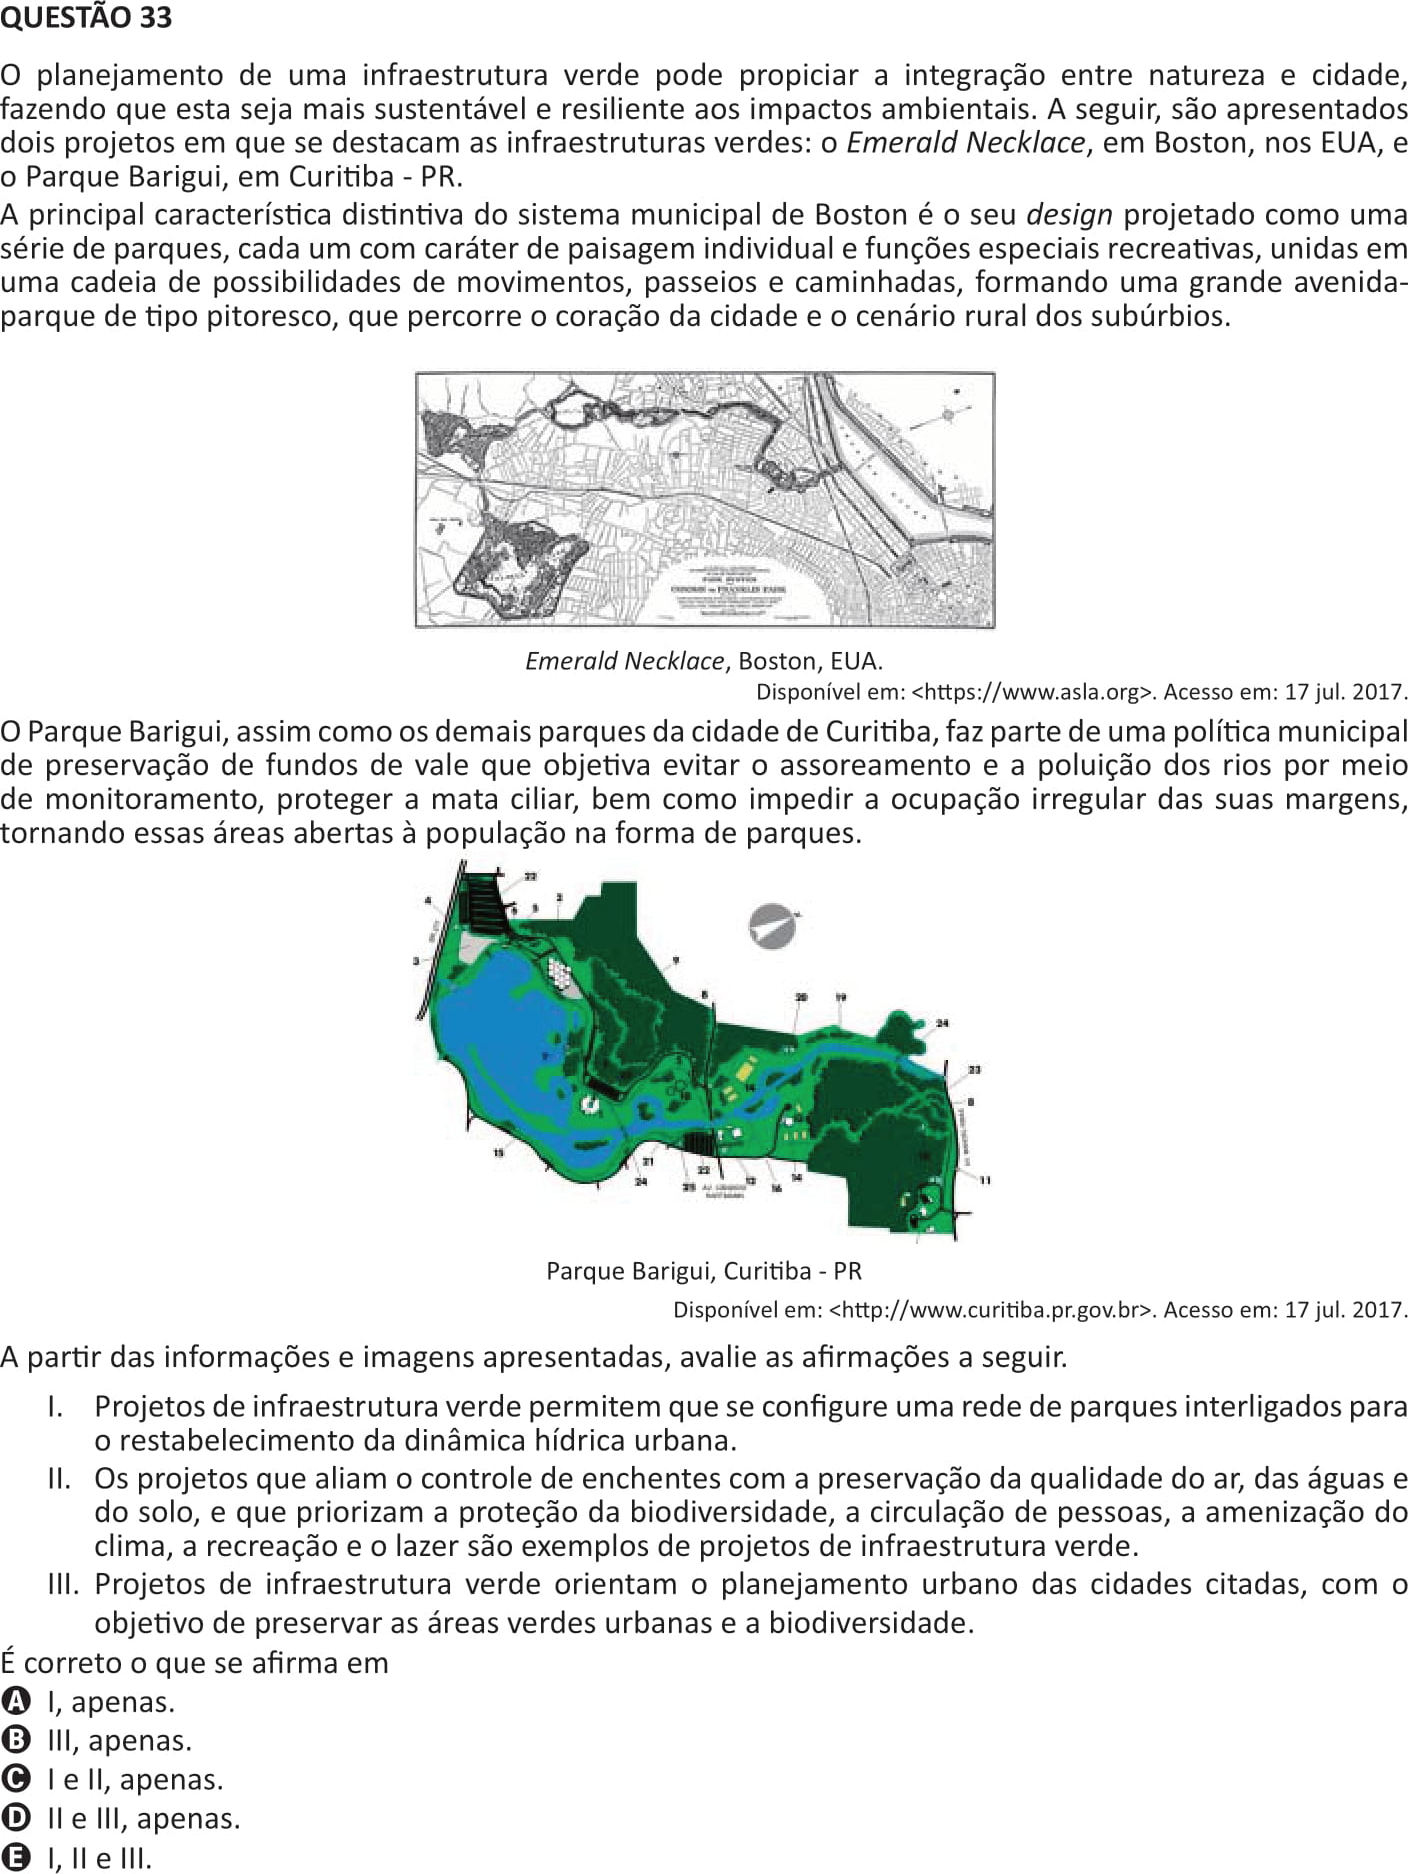 QUESTÃO 33
O planejamento de uma infraestrutura verde pode propiciar a integração entre natureza e cidade,
fazendo que esta seja mais sustentável e resiliente aos impactos ambientais. A seguir, são apresentados
dois projetos em que se destacam as infraestruturas verdes: o Emerald Necklace, em Boston, nos EUA, e
o Parque Barigui, em Curitiba - PR.
A principal característica distintiva do sistema municipal de Boston é o seu design projetado como uma
série de parques, cada um com caráter de paisagem individual e funções especiais recreativas, unidas em
uma cadeia de possibilidades de movimentos, passeios e caminhadas, formando uma grande avenida-
parque de tipo pitoresco, que percorre o coração da cidade e o cenário rural dos subúrbios.
PARK SYSTEM
COMMON TO FRANKLIN PARK
Emerald Necklace, Boston, EUA.
Disponível em: <https://www.asla.org>. Acesso em: 17 jul. 2017.
O Parque Barigui, assim como os demais parques da cidade de Curitiba, faz parte de uma política municipal
de preservação de fundos de vale que objetiva evitar o assoreamento e a poluição dos rios por meio
de monitoramento, proteger a mata ciliar, bem como impedir a ocupação irregular das suas margens,
tornando essas áreas abertas à população na forma de parques.
22
4
2
3
9
8
20
19
24
23
8
14
15
21
24
25
22
12
16
14
11
Parque Barigui, Curitiba - PR
Disponível em: <http://www.curitiba.pr.gov.br>. Acesso em: 17 jul. 2017.
A partir das informações e imagens apresentadas, avalie as afirmações a seguir.
I. Projetos de infraestrutura verde permitem que se configure uma rede de parques interligados para
o restabelecimento da dinâmica hídrica urbana.
II. Os projetos que aliam o controle de enchentes com a preservação da qualidade do ar, das águas e
do solo, e que priorizam a proteção da biodiversidade, a circulação de pessoas, a amenização do
clima, a recreação e o lazer são exemplos de projetos de infraestrutura verde.
III. Projetos de infraestrutura verde orientam o planejamento urbano das cidades citadas, com o
objetivo de preservar as áreas verdes urbanas e a biodiversidade.
É correto o que se afirma em
A I, apenas.
B III, apenas.
C I e II, apenas.
D II e III, apenas.
E I, II e III.